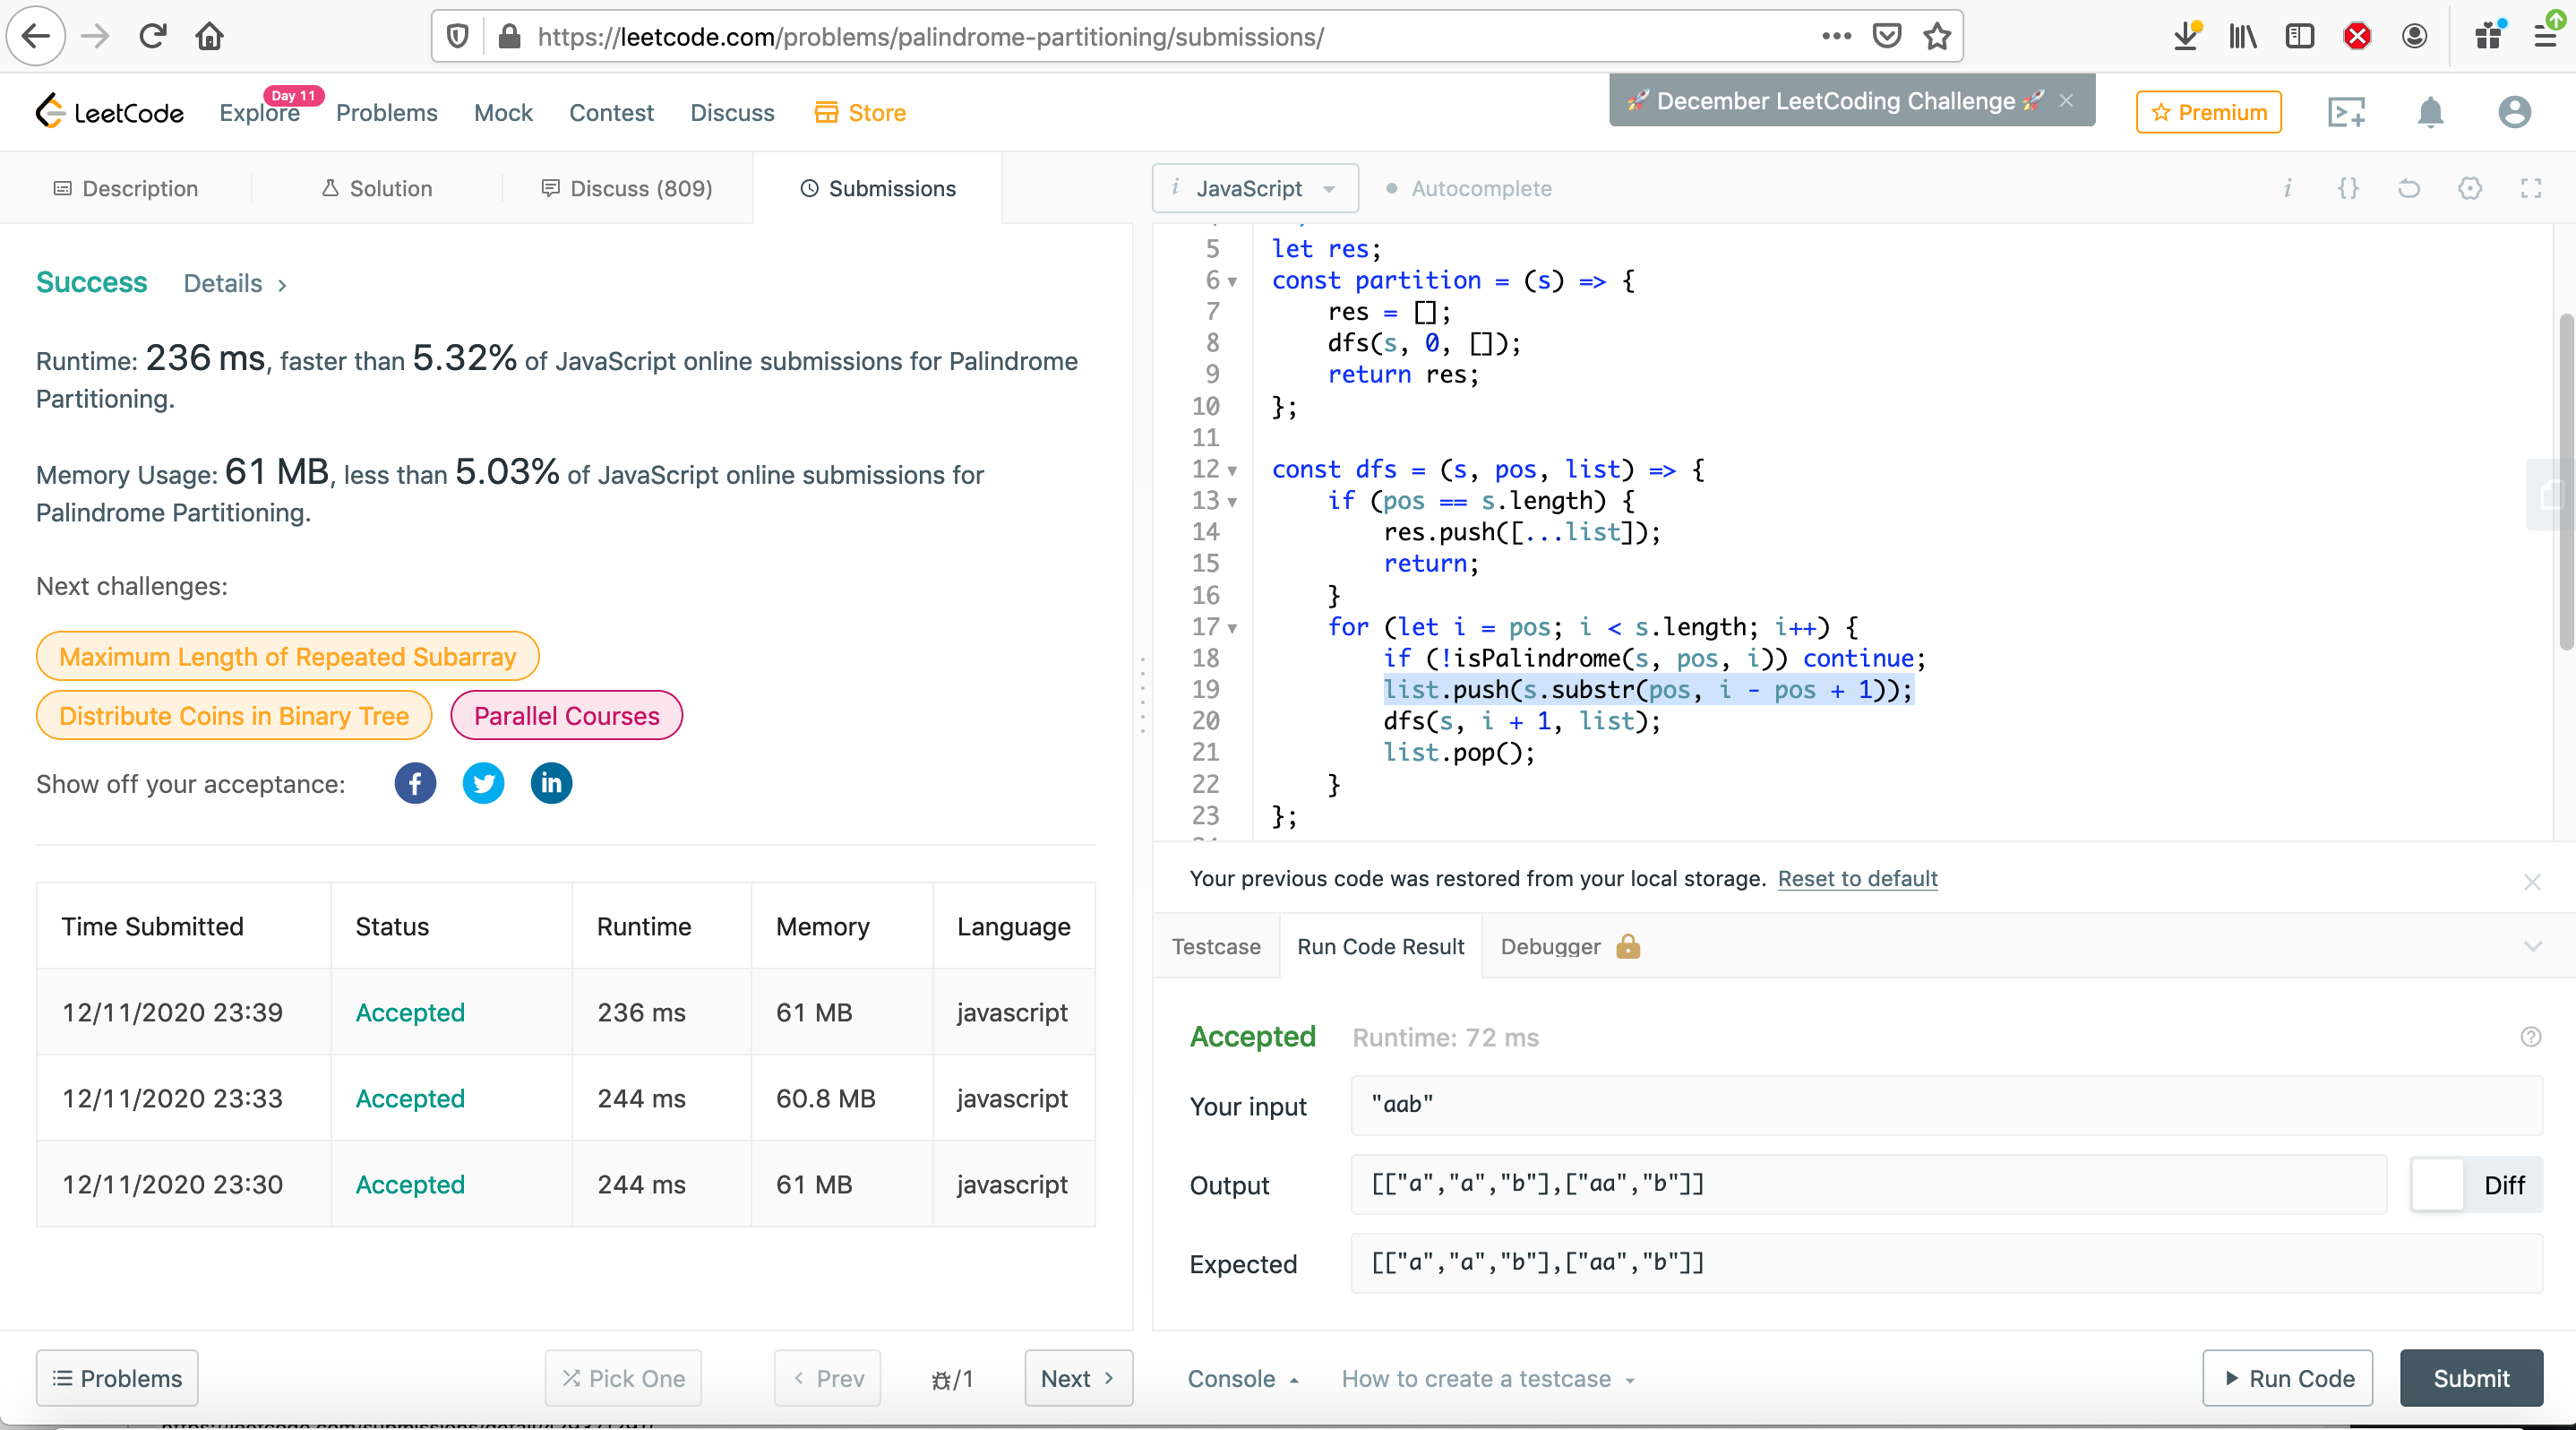 https://leetcode.com/problems/palindrome-partitioning/submissions/
LeetCode
Explore
Day 11
Problems
Mock
Contest
Discuss
Store
🚀 December LeetCoding Challenge 🚀
Premium
Description
Solution
Discuss (809)
Submissions
i JavaScript
Autocomplete
Success
Details
Runtime: 236 ms, faster than 5.32% of JavaScript online submissions for Palindrome
Partitioning.
Memory Usage: 61 MB, less than 5.03% of JavaScript online submissions for
Palindrome Partitioning.
Next challenges:
Maximum Length of Repeated Subarray
Distribute Coins in Binary Tree
Parallel Courses
Show off your acceptance:
Time Submitted Status Runtime Memory Language
12/11/2020 23:39 Accepted 236 ms 61 MB javascript
12/11/2020 23:33 Accepted 244 ms 60.8 MB javascript
12/11/2020 23:30 Accepted 244 ms 61 MB javascript
5 let res;
6 const partition = (s) => {
7     res = [];
8     dfs(s, 0, []);
9     return res;
10 };
11
12 const dfs = (s, pos, list) => {
13     if (pos == s.length) {
14         res.push([...list]);
15         return;
16     }
17     for (let i = pos; i < s.length; i++) {
18         if (!isPalindrome(s, pos, i)) continue;
19         list.push(s.substr(pos, i - pos + 1));
20         dfs(s, i + 1, list);
21         list.pop();
22     }
23 };
Your previous code was restored from your local storage. Reset to default
Testcase
Run Code Result
Debugger
Accepted
Runtime: 72 ms
Your input
"aab"
Output
[["a","a","b"],["aa","b"]]
Diff
Expected
[["a","a","b"],["aa","b"]]
Problems
Pick One
Prev
/1
Next
Console
How to create a testcase
Run Code
Submit